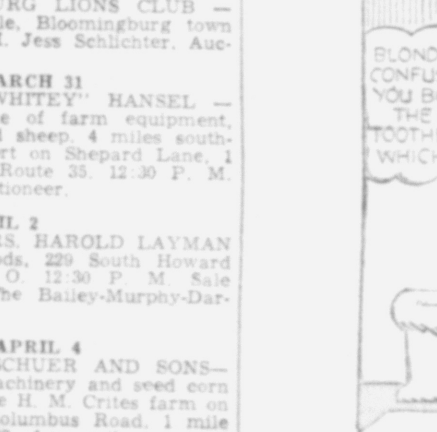 URG LIONS CLUB —
le, Bloomingburg town
Jess Schlichter, Auc-
ARCH 31
WHITEY" HANSEL —
e of farm equipment,
sheep, 4 miles south-
rt on Shepard Lane, 1
Route 35. 12:30 P. M.
tioneer.
IL 2
RS. HAROLD LAYMAN
ods, 229 South Howard
O. 12:30 P. M. Sale
he Bailey-Murphy-Dar-
APRIL 4
SCHUER AND SONS—
achinery and seed corn
e H. M. Crites farm on
olumbus Road, 1 mile
BLOND
CONFU
YOU B
THE
TOOTH
WHICH